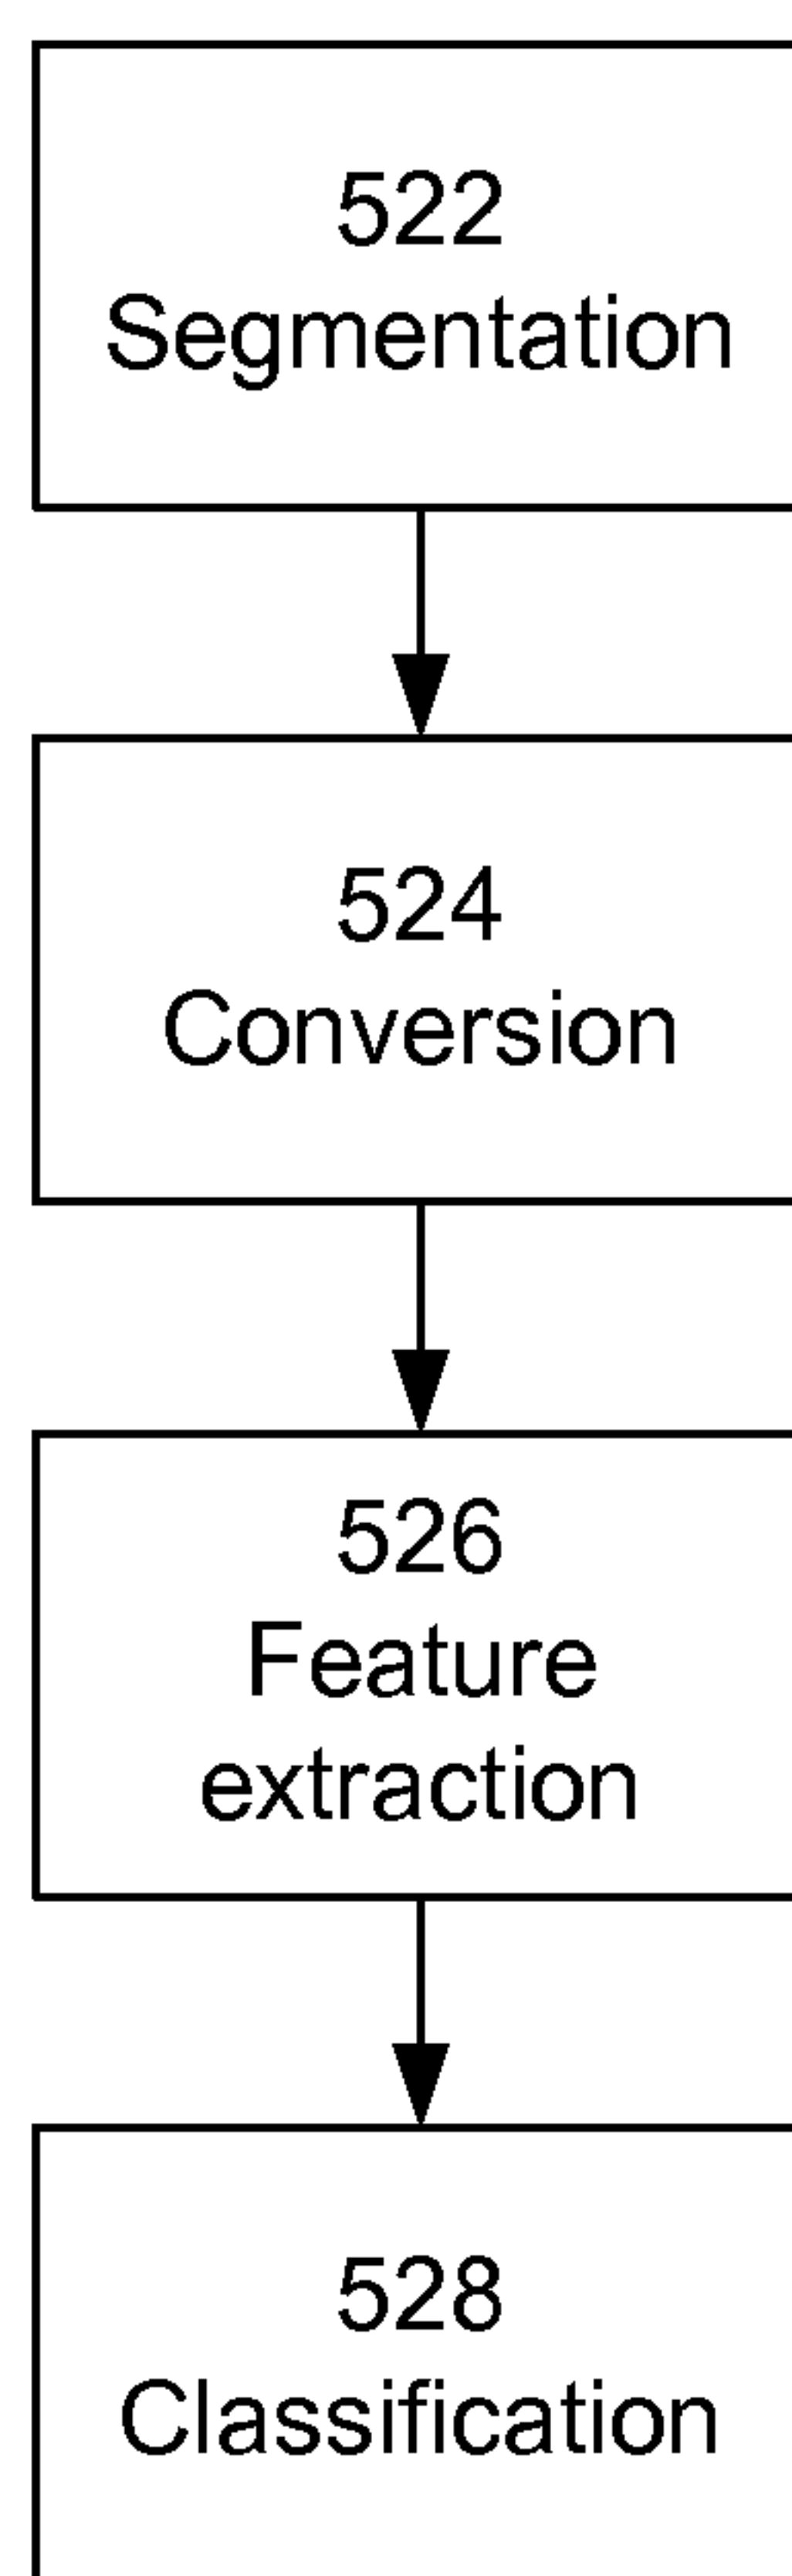 522
Segmentation
524
Conversion
526
Feature
extraction
528
Classification